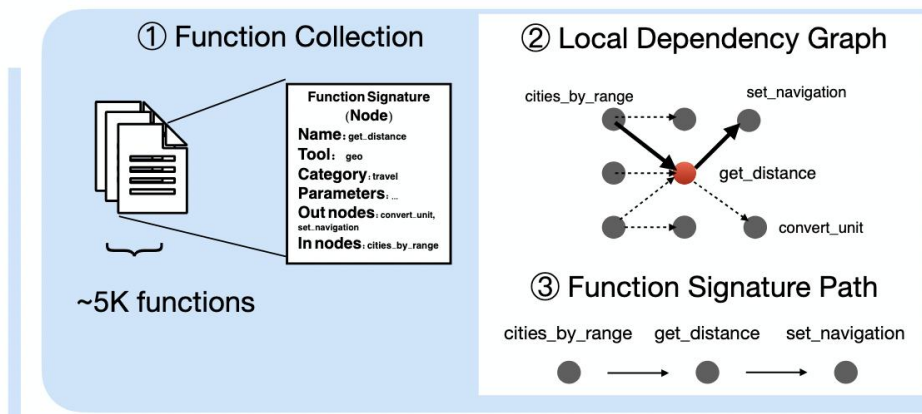 ① Function Collection
Function Signature
(Node)
Name: get_distance
Tool: geo
Category: travel
Parameters: ...
Out nodes: convert_unit,
set_navigation
In nodes: cities_by_range
~5K functions
② Local Dependency Graph
cities_by_range
set_navigation
get_distance
convert_unit
③ Function Signature Path
cities_by_range get_distance set_navigation